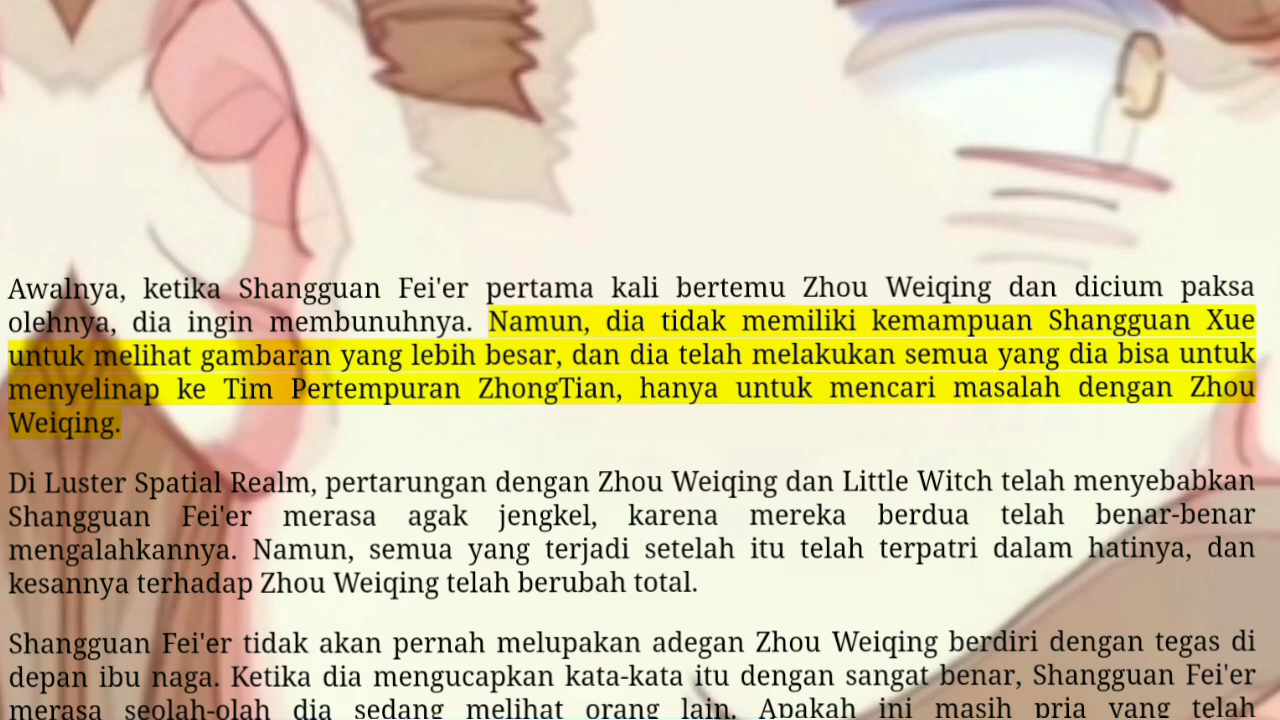 Awalnya, ketika Shangguan Fei'er pertama kali bertemu Zhou Weiqing dan dicium paksa
olehnya, dia ingin membunuhnya. Namun, dia tidak memiliki kemampuan Shangguan Xue
untuk melihat gambaran yang lebih besar, dan dia telah melakukan semua yang dia bisa untuk
menyelinap ke Tim Pertempuran ZhongTian, hanya untuk mencari masalah dengan Zhou
Weiqing.
Di Luster Spatial Realm, pertarungan dengan Zhou Weiqing dan Little Witch telah menyebabkan
Shangguan Fei'er merasa agak jengkel, karena mereka berdua telah benar-benar
mengalahkannya. Namun, semua yang terjadi setelah itu telah terpatri dalam hatinya, dan
kesannya terhadap Zhou Weiqing telah berubah total.
Shangguan Fei'er tidak akan pernah melupakan adegan Zhou Weiqing berdiri dengan tegas di
depan ibu naga. Ketika dia mengucapkan kata-kata itu dengan sangat benar, Shangguan Fei'er
merasa seolah-olah dia sedang melihat orang lain. Apakah ini masih pria yang telah